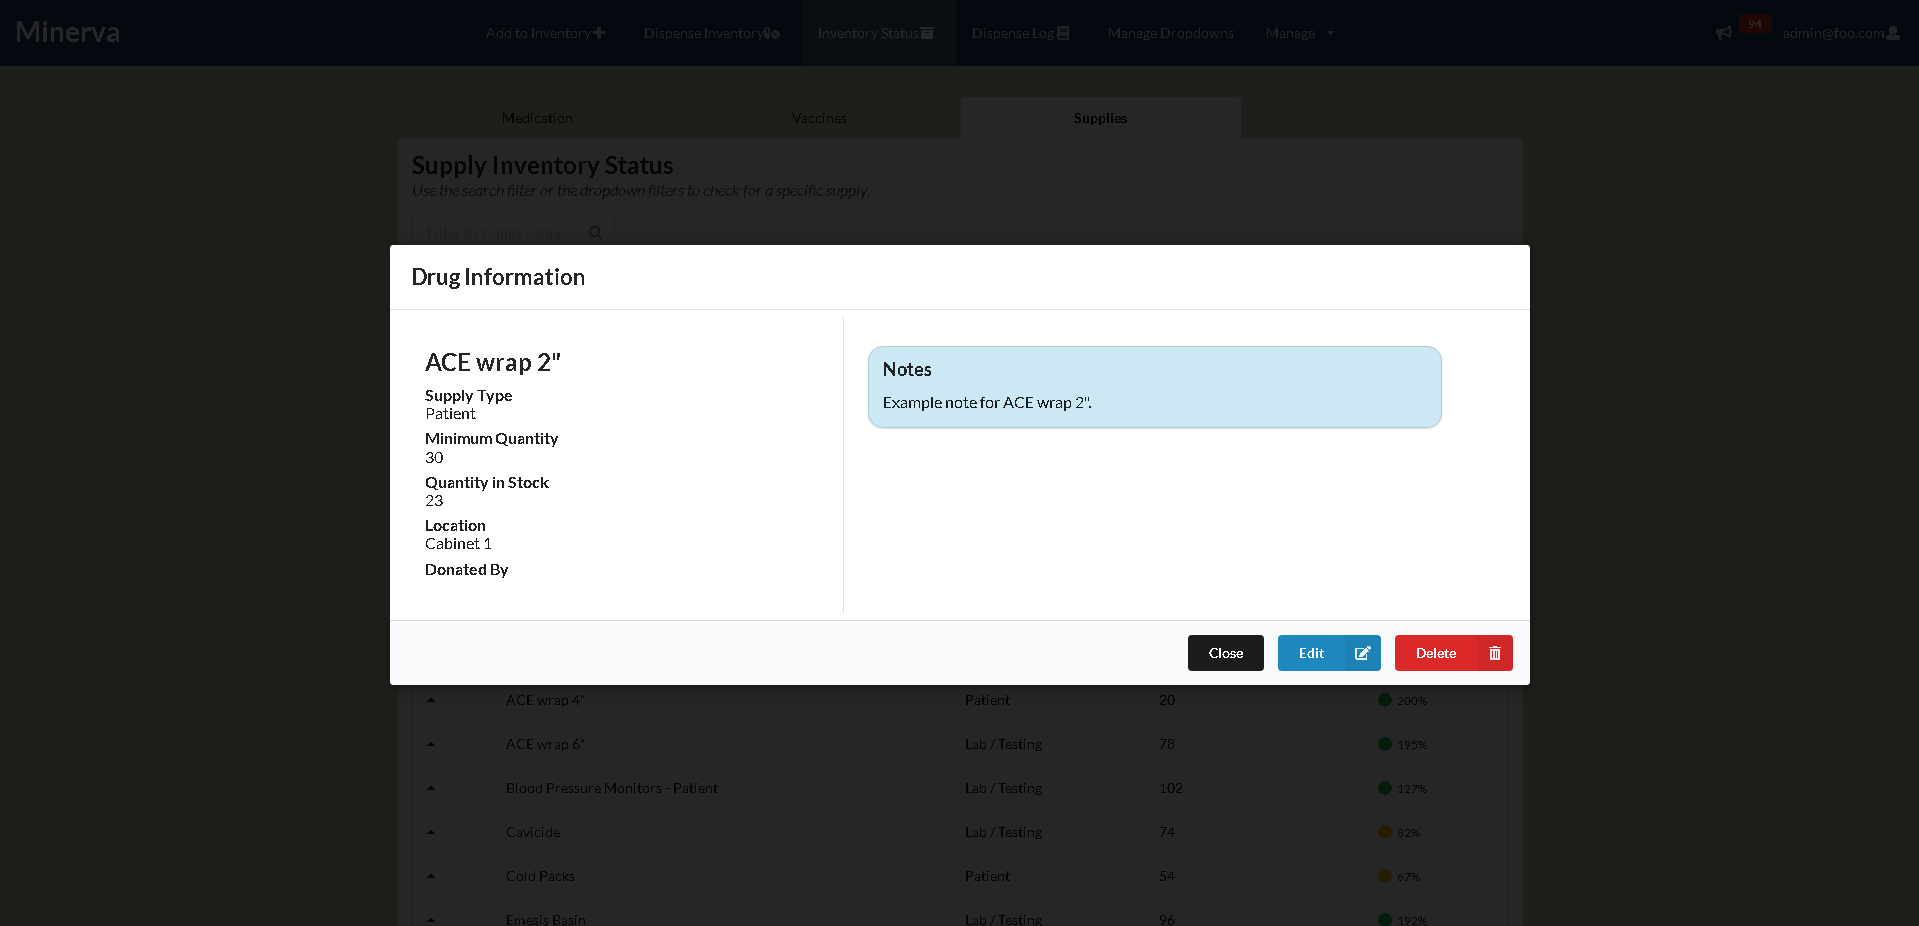 Minerva
Add to Inventory
Dispense Inventory
Inventory Status
Dispense Log
Manage Dropdowns
Manage
94
admin@foo.com
Medication
Vaccines
Supplies
Supply Inventory Status
Use the search filter or the dropdown filters to check for a specific supply.
Filter by supply name...
Drug Information
ACE wrap 2"
Supply Type
Patient
Minimum Quantity
30
Quantity in Stock
23
Location
Cabinet 1
Donated By
Notes
Example note for ACE wrap 2".
Close
Edit
Delete
ACE wrap 4" Patient 20 200%
ACE wrap 6" Lab / Testing 78 195%
Blood Pressure Monitors - Patient Lab / Testing 102 127%
Cavicide Lab / Testing 74 82%
Cold Packs Patient 54 67%
Emesis Basin Lab / Testing 96 192%